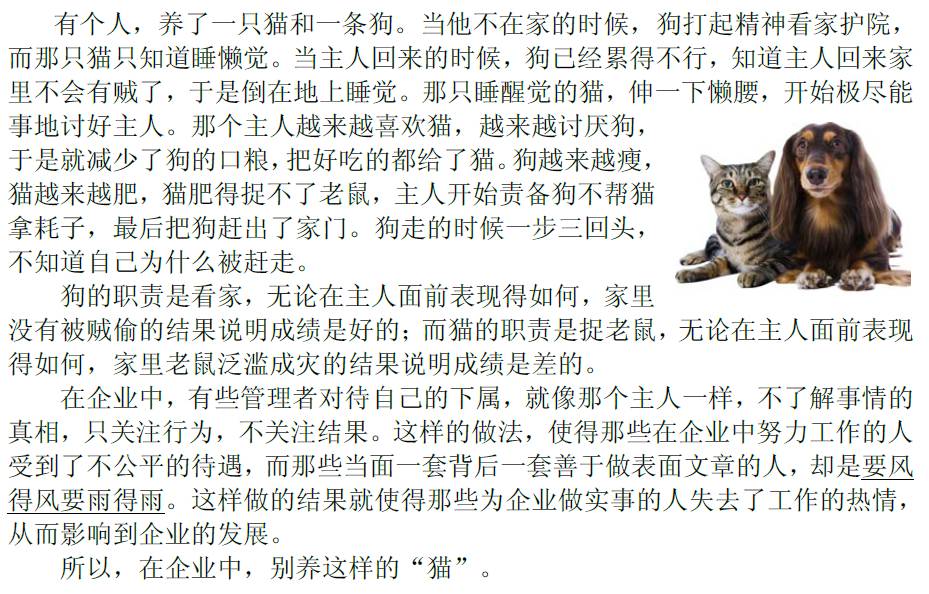 有个人，养了一只猫和一条狗。当他不在家的时候，狗打起精神看家护院，
而那只猫只知道睡懒觉。当主人回来的时候，狗已经累得不行，知道主人回来家
里不会有贼了，于是倒在地上睡觉。那只睡醒觉的猫，伸一下懒腰，开始极尽能
事地讨好主人。那个主人越来越喜欢猫，越来越讨厌狗，
于是就减少了狗的口粮，把好吃的都给了猫。狗越来越瘦，
猫越来越肥，猫肥得捉不了老鼠，主人开始责备狗不帮猫
拿耗子，最后把狗赶出了家门。狗走的时候一步三回头，
不知道自己为什么被赶走。
狗的职责是看家，无论在主人面前表现得如何，家里
没有被贼偷的结果说明成绩是好的；而猫的职责是捉老鼠，无论在主人面前表现
得如何，家里老鼠泛滥成灾的结果说明成绩是差的。
在企业中，有些管理者对待自己的下属，就像那个主人一样，不了解事情的
真相，只关注行为，不关注结果。这样的做法，使得那些在企业中努力工作的人
受到了不公平的待遇，而那些当面一套背后一套善于做表面文章的人，却是要风
得风要雨得雨。这样做的结果就使得那些为企业做实事的人失去了工作的热情，
从而影响到企业的发展。
所以，在企业中，别养这样的“猫”。